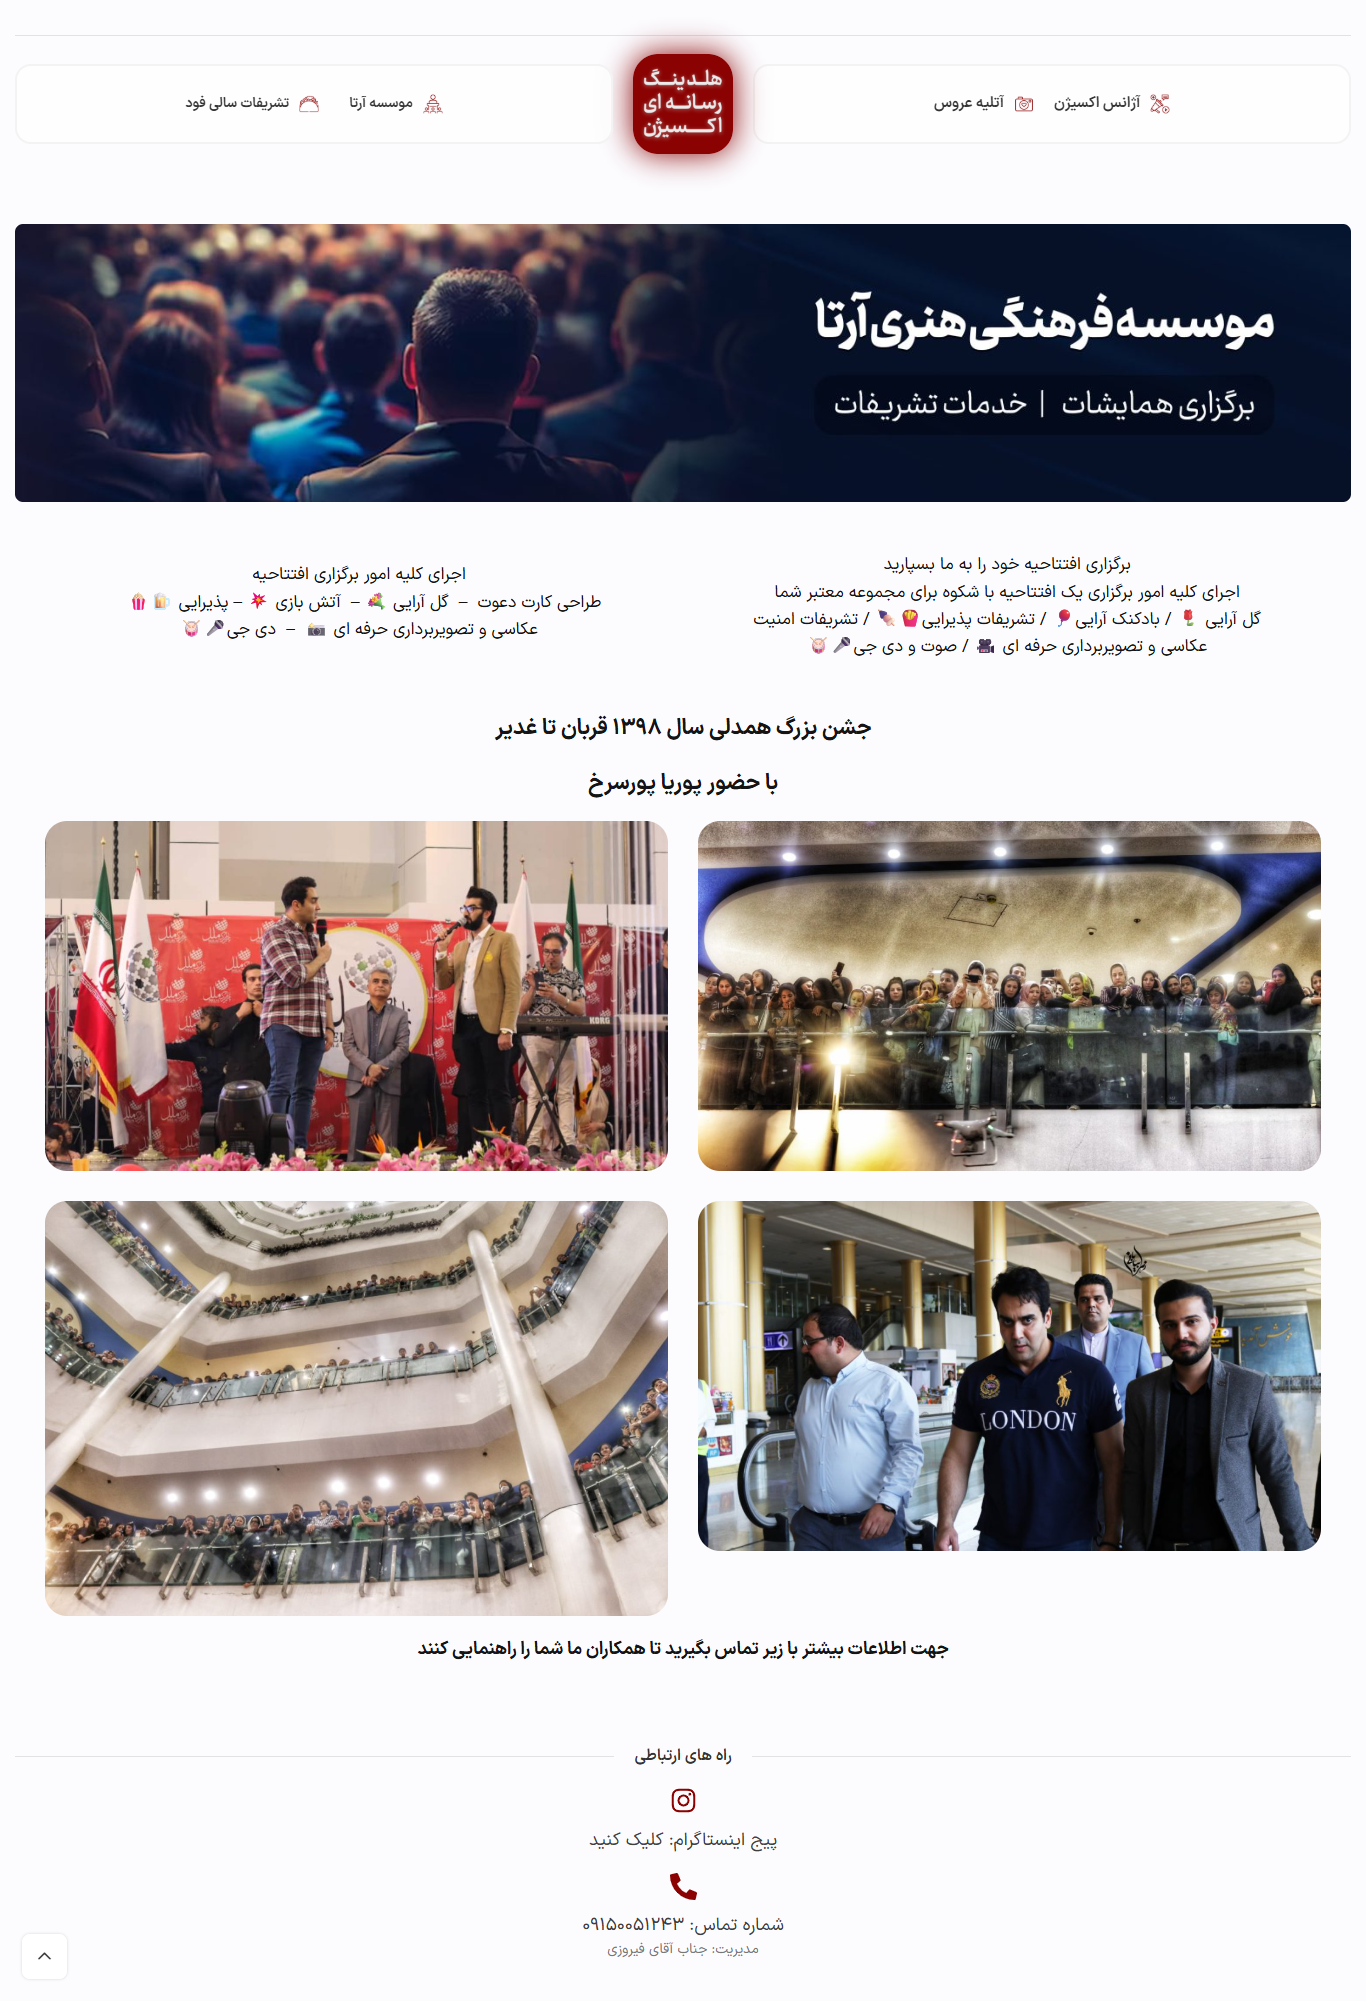 آژانس اکسیژن
آتلیه عروس
هلدینگ
رسانه ای
اکسیژن
موسسه آرتا
تشریفات سالی فود
موسسه فرهنگی هنری آرتا
برگزاری همایشات | خدمات تشریفات
برگزاری افتتاحیه خود را به ما بسپارید
اجرای کلیه امور برگزاری یک افتتاحیه با شکوه برای مجموعه معتبر شما
گل آرایی 🌷 / بادکنک آرایی🎈 / تشریفات پذیرایی🍟🍡 / تشریفات امنیت
عکاسی و تصویربرداری حرفه ای 🎥 / صوت و دی جی🎤 🥁
اجرای کلیه امور برگزاری افتتاحیه
طراحی کارت دعوت – گل آرایی 💐 – آتش بازی 💥 – پذیرایی 🍺 🍿
عکاسی و تصویربرداری حرفه ای 📷 – دی جی🎤 🥁
جشن بزرگ همدلی سال ۱۳۹۸ قربان تا غدیر
با حضور پوریا پورسرخ
KORG
LONDON
جهت اطلاعات بیشتر با زیر تماس بگیرید تا همکاران ما شما را راهنمایی کنند
راه های ارتباطی
پیج اینستاگرام: کلیک کنید
شماره تماس: ۰۹۱۵۰۰۵۱۲۴۳
مدیریت: جناب آقای فیروزی